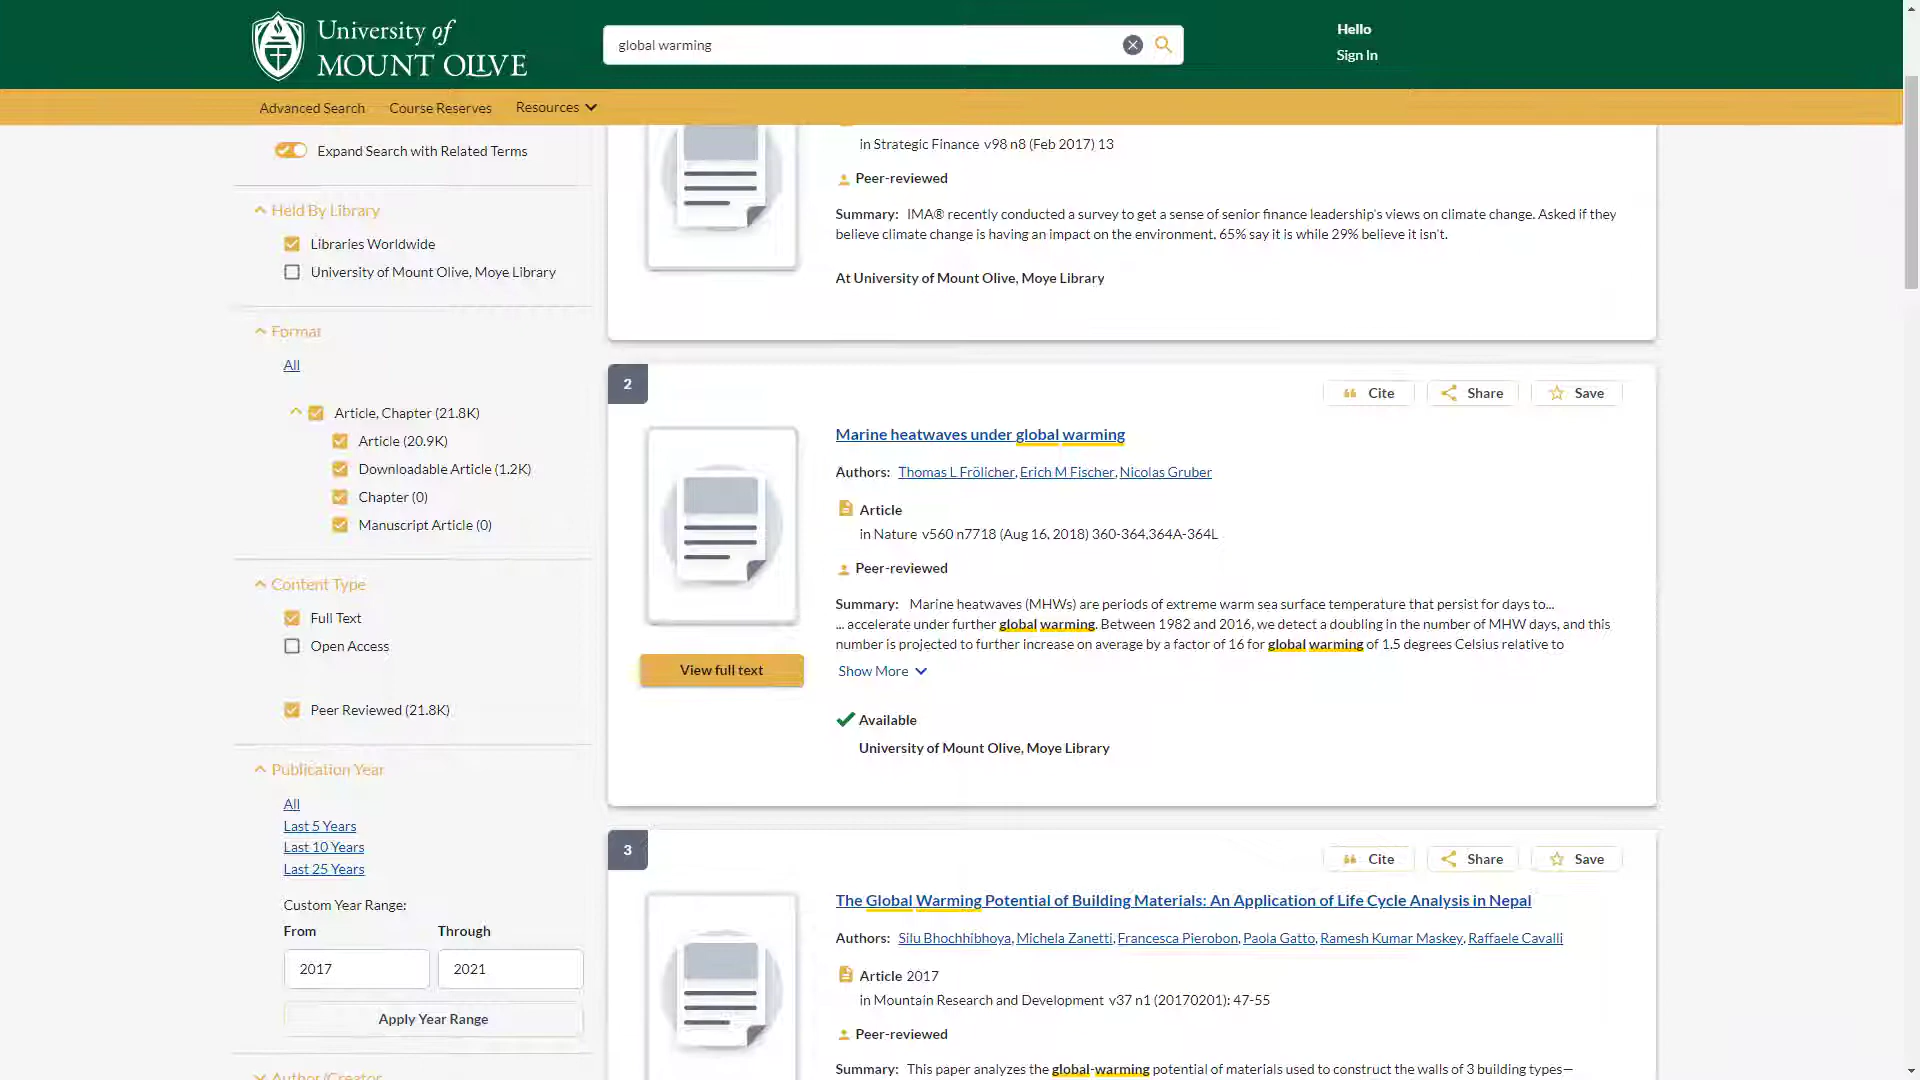 University of
MOUNT OLIVE
global warming
Hello
Sign In
Advanced Search
Course Reserves
Resources
Expand Search with Related Terms
Held By Library
Libraries Worldwide
University of Mount Olive, Moye Library
Format
All
Article, Chapter (21.8K)
Article (20.9K)
Downloadable Article (1.2K)
Chapter (0)
Manuscript Article (0)
Content Type
Full Text
Open Access
Peer Reviewed (21.8K)
Publication Year
All
Last 5 Years
Last 10 Years
Last 25 Years
Custom Year Range:
From
Through
2017
2021
Apply Year Range
Author/Creator
in Strategic Finance v98 n8 (Feb 2017) 13
Peer-reviewed
Summary: IMA® recently conducted a survey to get a sense of senior finance leadership's views on climate change. Asked if they
believe climate change is having an impact on the environment, 65% say it is while 29% believe it isn't.
At University of Mount Olive, Moye Library
2
Cite
Share
Save
Marine heatwaves under global warming
Authors: Thomas L Frölicher, Erich M Fischer, Nicolas Gruber
Article
in Nature v560 n7718 (Aug 16, 2018) 360-364,364A-364L
Peer-reviewed
Summary: Marine heatwaves (MHWs) are periods of extreme warm sea surface temperature that persist for days to...
... accelerate under further global warming. Between 1982 and 2016, we detect a doubling in the number of MHW days, and this
number is projected to further increase on average by a factor of 16 for global warming of 1.5 degrees Celsius relative to
Show More
View full text
Available
University of Mount Olive, Moye Library
3
Cite
Share
Save
The Global Warming Potential of Building Materials: An Application of Life Cycle Analysis in Nepal
Authors: Silu Bhochhibhoya, Michela Zanetti, Francesca Pierobon, Paola Gatto, Ramesh Kumar Maskey, Raffaele Cavalli
Article 2017
in Mountain Research and Development v37 n1 (20170201): 47-55
Peer-reviewed
Summary: This paper analyzes the global-warming potential of materials used to construct the walls of 3 building types—